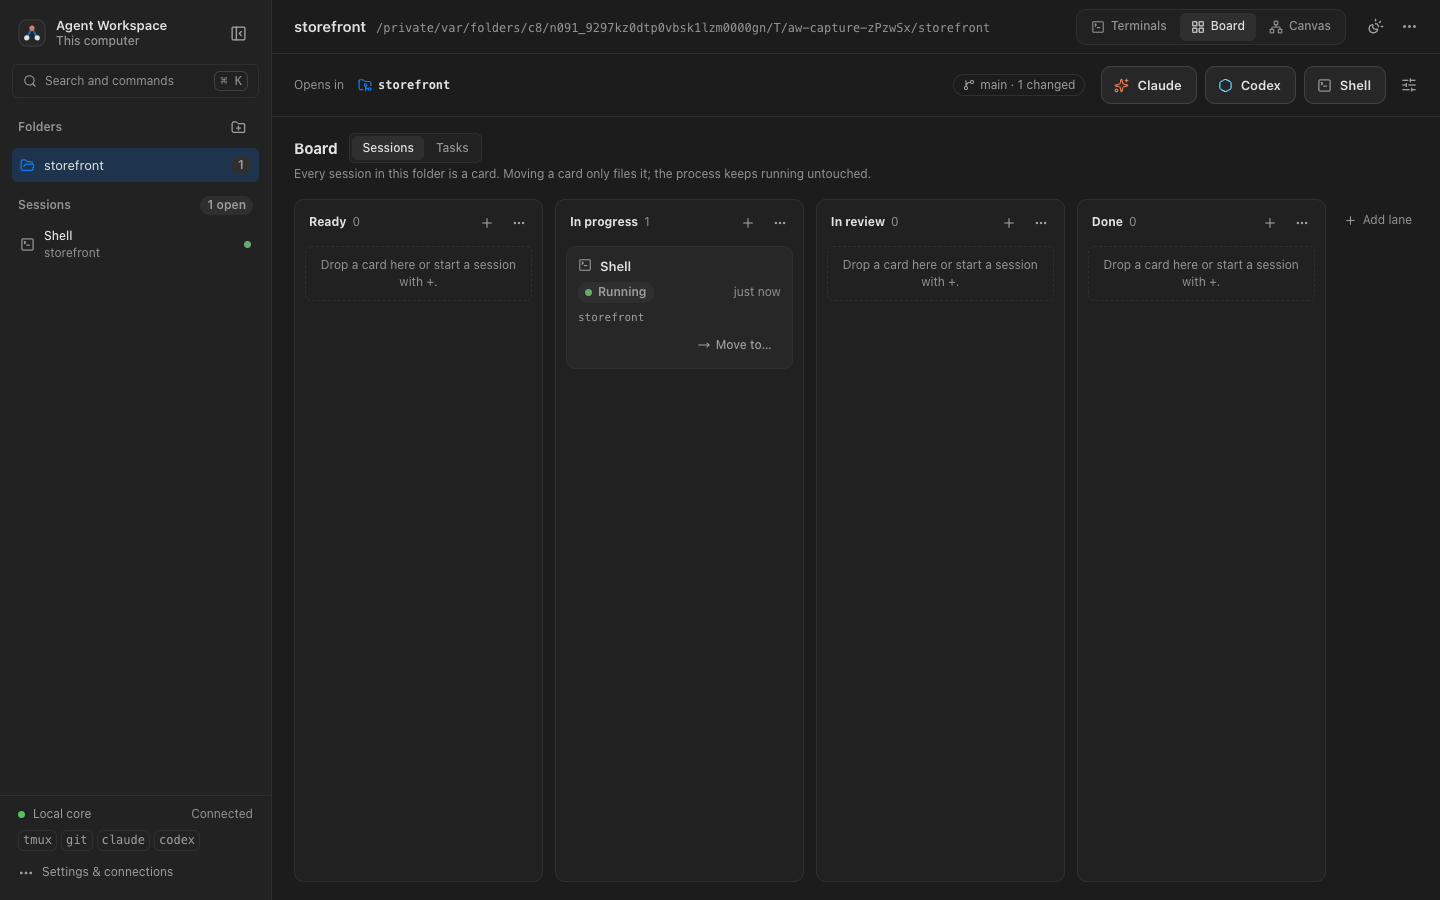 Agent Workspace
This computer
Search and commands
⌘ K
Folders
storefront
1
Sessions
1 open
Shell
storefront
Local core
Connected
tmux
git
claude
codex
Settings & connections
storefront
/private/var/folders/c8/n091_9297kz0dtp0vbsk1lzm0000gn/T/aw-capture-zPzwSx/storefront
Terminals
Board
Canvas
Opens in
storefront
main · 1 changed
Claude
Codex
Shell
Board
Sessions
Tasks
Every session in this folder is a card. Moving a card only files it; the process keeps running untouched.
Ready 0
Drop a card here or start a session
with +.
In progress 1
Shell
Running
just now
storefront
→ Move to...
In review 0
Drop a card here or start a session
with +.
Done 0
Drop a card here or start a session
with +.
+ Add lane